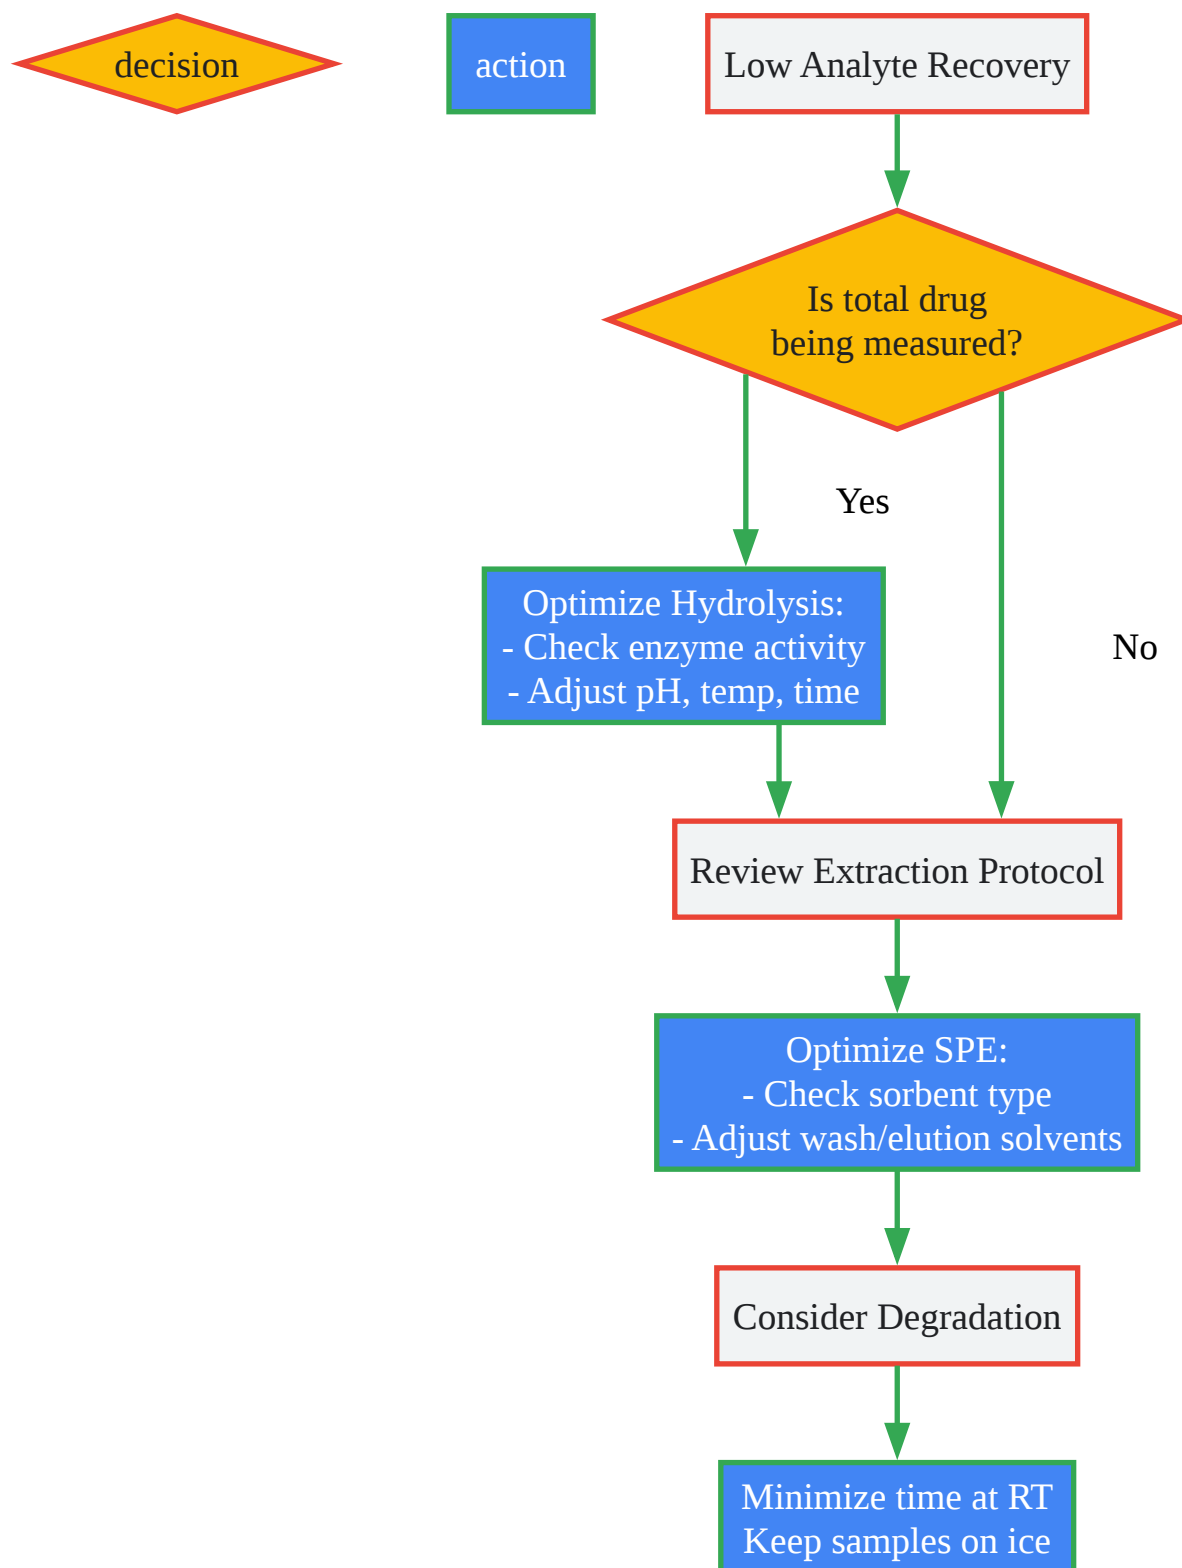 decision
action
Low Analyte Recovery
Is total drug
being measured?
Yes
Optimize Hydrolysis:
- Check enzyme activity
- Adjust pH, temp, time
No
Review Extraction Protocol
Optimize SPE:
- Check sorbent type
- Adjust wash/elution solvents
Consider Degradation
Minimize time at RT
Keep samples on ice